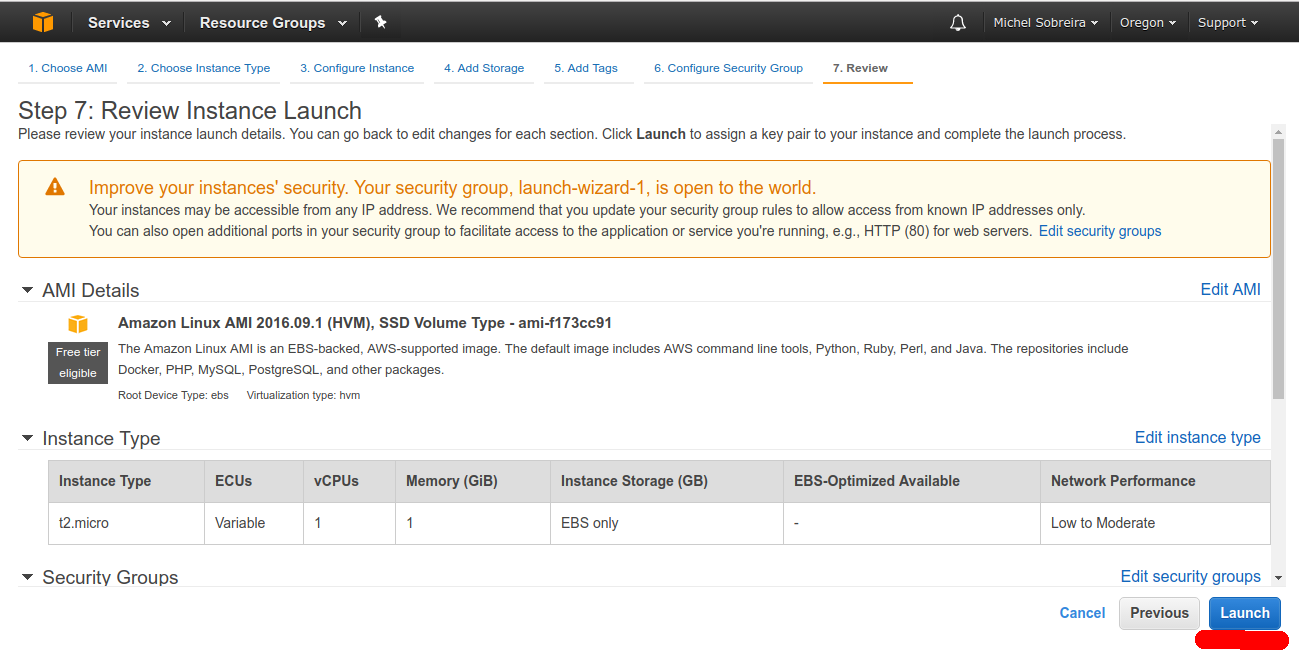 Services Resource Groups Michel Sobreira Oregon Support
1. Choose AMI 2. Choose Instance Type 3. Configure Instance 4. Add Storage 5. Add Tags 6. Configure Security Group 7. Review
Step 7: Review Instance Launch
Please review your instance launch details. You can go back to edit changes for each section. Click Launch to assign a key pair to your instance and complete the launch process.
Improve your instances' security. Your security group, launch-wizard-1, is open to the world.
Your instances may be accessible from any IP address. We recommend that you update your security group rules to allow access from known IP addresses only.
You can also open additional ports in your security group to facilitate access to the application or service you're running, e.g., HTTP (80) for web servers. Edit security groups
AMI Details Edit AMI
Amazon Linux AMI 2016.09.1 (HVM), SSD Volume Type - ami-f173cc91
Free tier
eligible
The Amazon Linux AMI is an EBS-backed, AWS-supported image. The default image includes AWS command line tools, Python, Ruby, Perl, and Java. The repositories include
Docker, PHP, MySQL, PostgreSQL, and other packages.
Root Device Type: ebs Virtualization type: hvm
Instance Type Edit instance type
Instance Type ECUs vCPUs Memory (GiB) Instance Storage (GB) EBS-Optimized Available Network Performance
t2.micro Variable 1 1 EBS only - Low to Moderate
Security Groups Edit security groups
Cancel Previous Launch